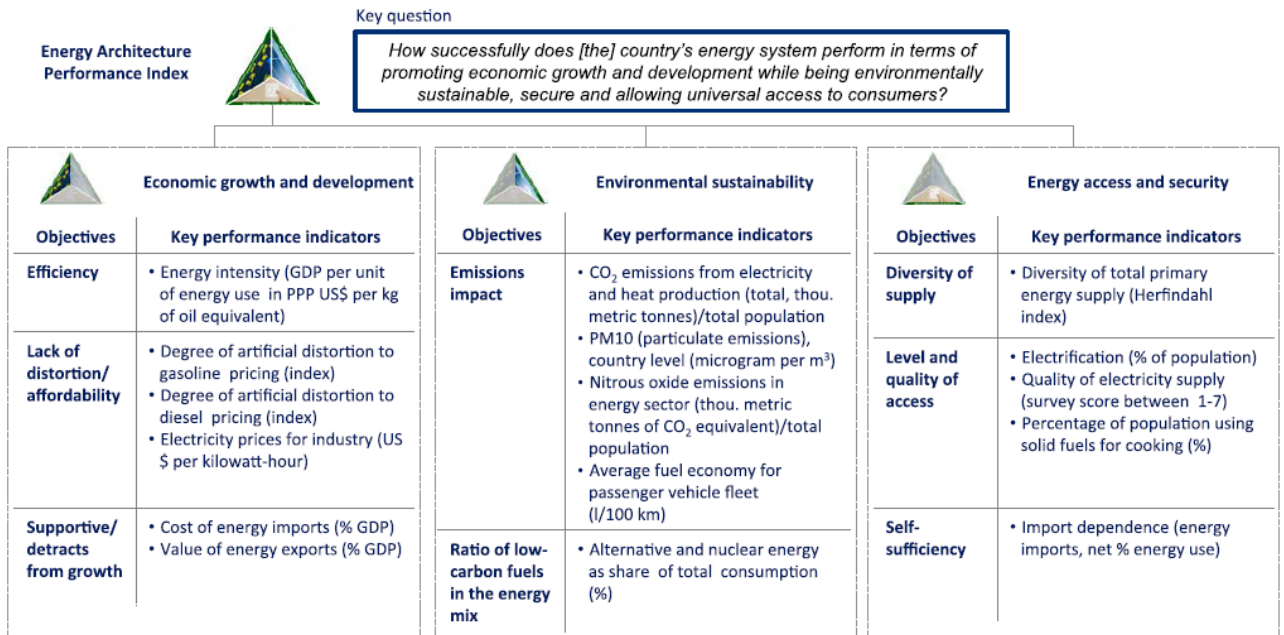 Key question
Energy Architecture
Performance Index
How successfully does [the] country's energy system perform in terms of
promoting economic growth and development while being environmentally
sustainable, secure and allowing universal access to consumers?
Economic growth and development
Objectives
Key performance indicators
Efficiency
• Energy intensity (GDP per unit
of energy use in PPP US$ per kg
of oil equivalent)
Lack of
distortion/
affordability
• Degree of artificial distortion to
gasoline pricing (index)
• Degree of artificial distortion to
diesel pricing (index)
• Electricity prices for industry (US
$ per kilowatt-hour)
Supportive/
detracts
from growth
• Cost of energy imports (% GDP)
• Value of energy exports (% GDP)
Environmental sustainability
Objectives
Key performance indicators
Emissions
impact
• CO₂ emissions from electricity
and heat production (total, thou.
metric tonnes)/total population
• PM10 (particulate emissions),
country level (microgram per m³)
• Nitrous oxide emissions in
energy sector (thou. metric
tonnes of CO₂ equivalent)/total
population
• Average fuel economy for
passenger vehicle fleet
(l/100 km)
Ratio of low-
carbon fuels
in the energy
mix
• Alternative and nuclear energy
as share of total consumption
(%)
Energy access and security
Objectives
Key performance indicators
Diversity of
supply
• Diversity of total primary
energy supply (Herfindahl
index)
Level and
quality of
access
• Electrification (% of population)
• Quality of electricity supply
(survey score between 1-7)
• Percentage of population using
solid fuels for cooking (%)
Self-
sufficiency
• Import dependence (energy
imports, net % energy use)